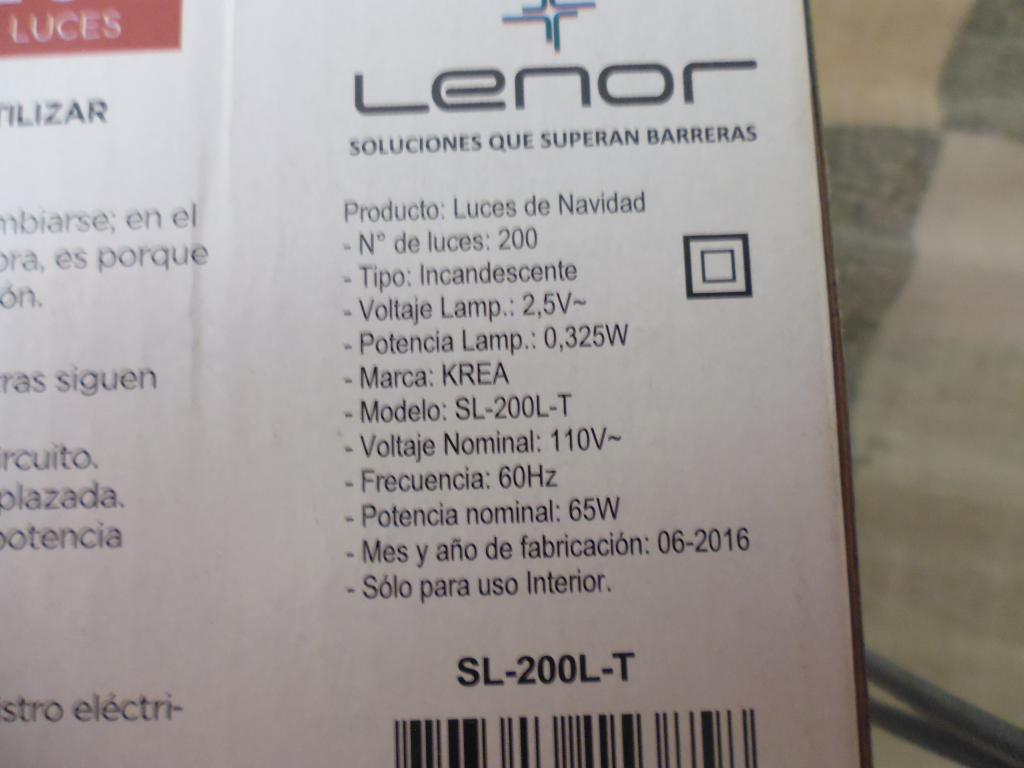 LUCES
TILIZAR
mbiarse; en el
ora, es porque
ón.
ras siguen
ircuito.
plazada.
potencia
istro eléctri-
Lenor
SOLUCIONES QUE SUPERAN BARRERAS
Producto: Luces de Navidad
- N° de luces: 200
- Tipo: Incandescente
- Voltaje Lamp.: 2,5V~
- Potencia Lamp.: 0,325W
- Marca: KREA
- Modelo: SL-200L-T
- Voltaje Nominal: 110V~
- Frecuencia: 60Hz
- Potencia nominal: 65W
- Mes y año de fabricación: 06-2016
- Sólo para uso Interior.
SL-200L-T